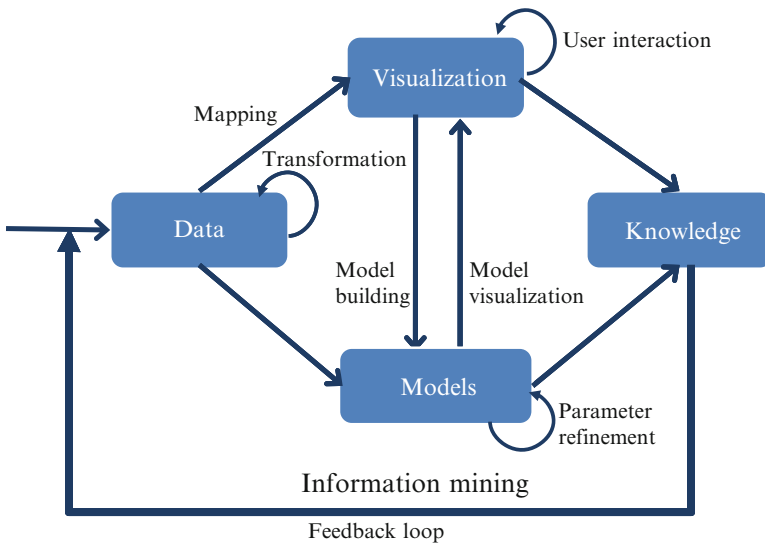 Visualization
User interaction
Mapping
Transformation
Data
Knowledge
Model
building
Model
visualization
Models
Parameter
refinement
Information mining
Feedback loop